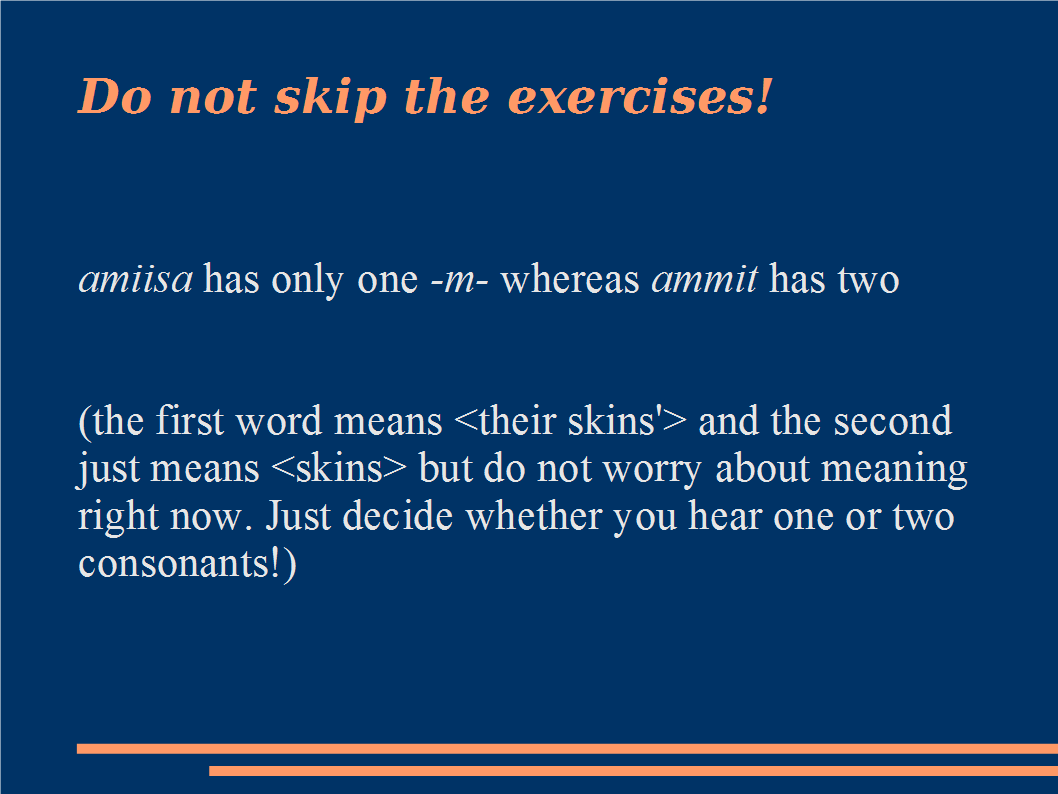 Do not skip the exercises!
amiisa has only one -m- whereas ammit has two
(the first word means <their skins'> and the second
just means <skins> but do not worry about meaning
right now. Just decide whether you hear one or two
consonants!)